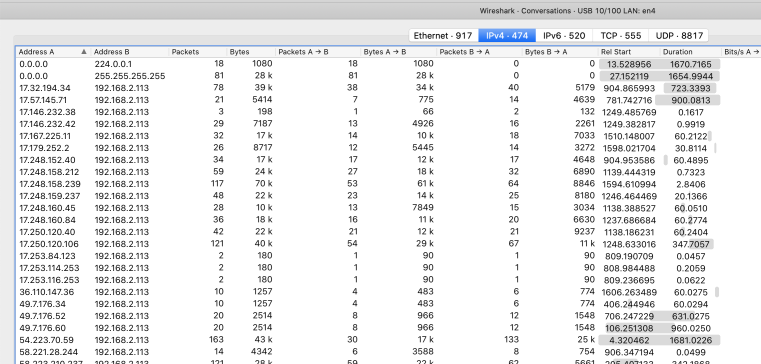 Wireshark · Conversations · USB 10/100 LAN: en4
Ethernet · 917 IPv4 · 474 IPv6 · 520 TCP · 555 UDP · 8817
Address A Address B Packets Bytes Packets A → B Bytes A → B Packets B → A Bytes B → A Rel Start Duration Bits/s A →
0.0.0.0 224.0.0.1 18 1080 18 1080 0 0 13.528956 1670.7165
0.0.0.0 255.255.255.255 81 28 k 81 28 k 0 0 27.152119 1654.9944
17.32.194.34 192.168.2.113 78 39 k 38 34 k 40 5179 904.865993 723.3393
17.57.145.71 192.168.2.113 21 5414 7 775 14 4639 781.742716 900.0813
17.146.232.38 192.168.2.113 3 198 1 66 2 132 1249.485769 0.1617
17.146.232.42 192.168.2.113 29 7187 13 4926 16 2261 1249.382817 0.9919
17.167.225.11 192.168.2.113 32 17 k 14 10 k 18 7033 1510.148007 60.2122
17.179.252.2 192.168.2.113 26 8717 12 5445 14 3272 1598.021704 30.8114
17.248.152.40 192.168.2.113 34 17 k 17 12 k 17 4648 904.953586 60.4895
17.248.158.212 192.168.2.113 59 24 k 27 18 k 32 6890 1139.444319 0.7323
17.248.158.239 192.168.2.113 117 70 k 53 61 k 64 8846 1594.610994 2.8406
17.248.159.237 192.168.2.113 48 22 k 23 14 k 25 8180 1246.464469 20.1366
17.248.160.45 192.168.2.113 28 10 k 13 7849 15 3034 1138.388527 60.0510
17.248.160.84 192.168.2.113 36 18 k 16 11 k 20 6630 1237.686684 60.2774
17.250.120.40 192.168.2.113 42 22 k 21 12 k 21 9237 1138.186231 60.2404
17.250.120.106 192.168.2.113 121 40 k 54 29 k 67 11 k 1248.633016 347.7057
17.253.84.123 192.168.2.113 2 180 1 90 1 90 809.190709 0.0457
17.253.114.253 192.168.2.113 2 180 1 90 1 90 808.984488 0.2059
17.253.116.253 192.168.2.113 2 180 1 90 1 90 809.236695 0.0622
36.110.147.36 192.168.2.113 10 1257 4 483 6 774 1606.263489 60.0275
49.7.176.34 192.168.2.113 10 1257 4 483 6 774 406.244946 60.0294
49.7.176.52 192.168.2.113 20 2514 8 966 12 1548 706.247229 631.0275
49.7.176.60 192.168.2.113 20 2514 8 966 12 1548 106.251308 960.0250
54.223.70.59 192.168.2.113 163 43 k 30 17 k 133 25 k 4.320462 1681.0226
58.221.28.244 192.168.2.113 14 4342 6 3588 8 754 906.347194 0.0499